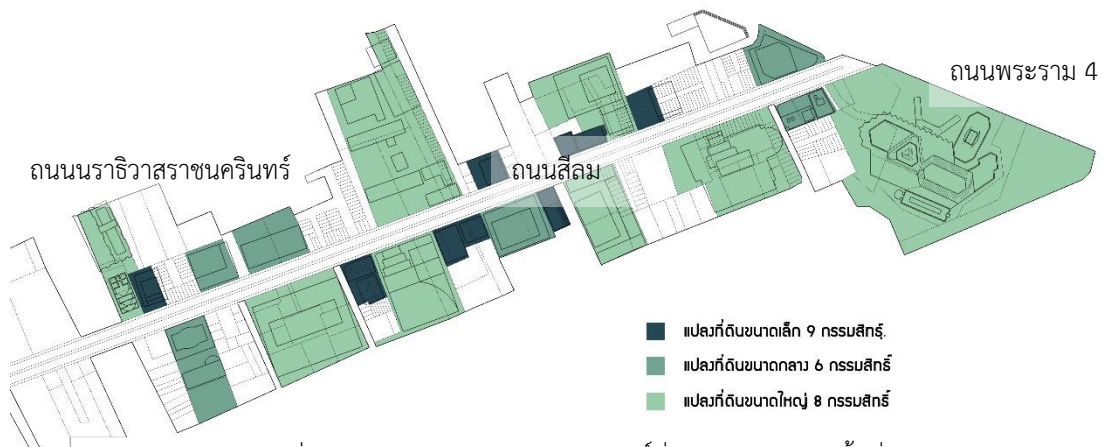 ถนนพระราม 4
ถนนนราธิวาสราชนครินทร์
ถนนสีลม
แปลงที่ดินขนาดเล็ก 9 กรรมสิทธุ์.
แปลงที่ดินขนาดกลาง 6 กรรมสิทธิ์
แปลงที่ดินขนาดใหญ่ 8 กรรมสิทธิ์